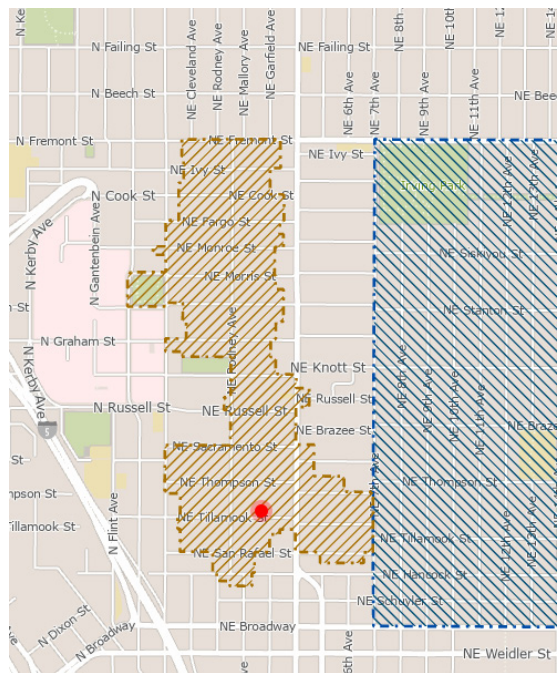 N Failing St
NE Cleveland Ave
NE Rodney Ave
NE Mallory Ave
NE Garfield Ave
NE Failing St
NE 8th Ave
NE 10th
N Beech St
NE 6th Ave
NE 7th Ave
NE 9th Ave
NE 11th Ave
N Fremont St
NE Fremont St
NE Ivy St
NE Ivy St
N Cook St
NE Cook St
Irving Park
NE 12th Ave
NE 13th Ave
N Kerby Ave
N Gantenbein Ave
NE Fargo St
NE Monroe St
NE Siskiyou St
NE Morris St
NE Stanton St
N Graham St
NE Rodney Ave
NE Knott St
N Kerby Ave
NE 8th Ave
NE 9th Ave
NE 10th Ave
NE 11th Ave
N Russell St
NE Russell St
NE Russell St
5
NE Brazee St
NE Sacramento St
NE Thompson St
NE Thompson St
N Flint Ave
NE Tillamook St
Tillamook St
NE Tillamook St
NE 12th Ave
NE 13th Ave
NE San Rafael St
NE Hancock St
NE Schuyler St
N Dixon St
N Broadway
NE Broadway
NE Weidler St